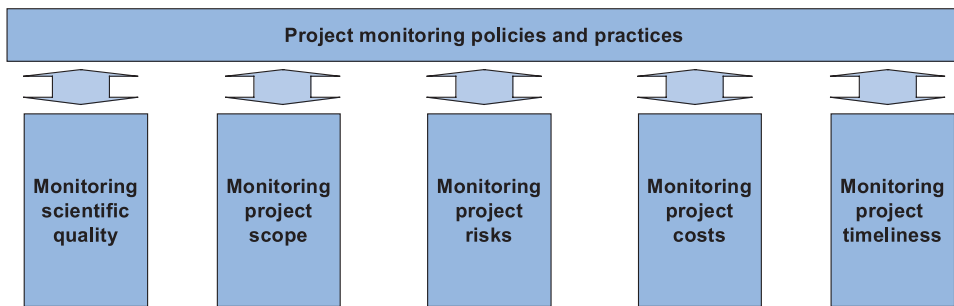 Project monitoring policies and practices
Monitoring
scientific
quality
Monitoring
project
scope
Monitoring
project
risks
Monitoring
project
costs
Monitoring
project
timeliness